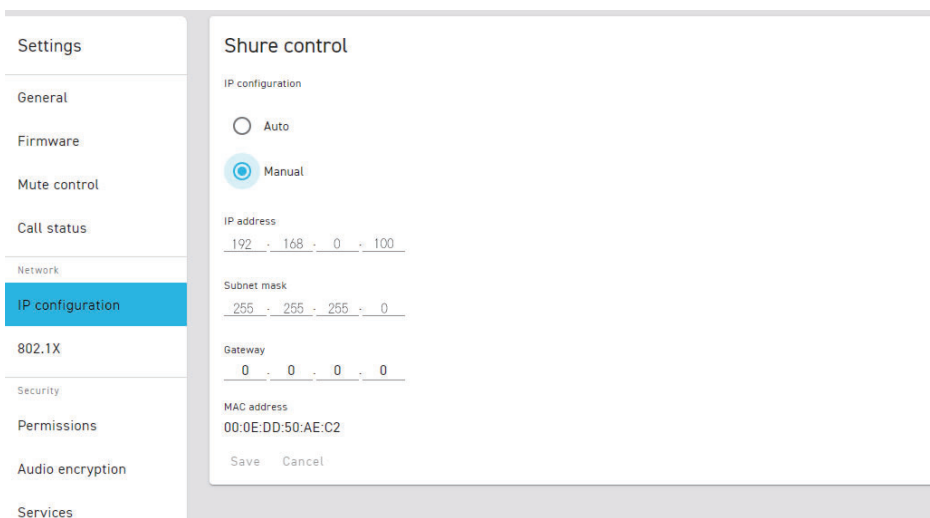 Settings
General
Firmware
Mute control
Call status
Network
IP configuration
802.1X
Security
Permissions
Audio encryption
Services
Shure control
IP configuration
Auto
Manual
IP address
192 . 168 . 0 . 100
Subnet mask
255 . 255 . 255 . 0
Gateway
0 . 0 . 0 . 0
MAC address
00:0E:DD:50:AE:C2
Save Cancel